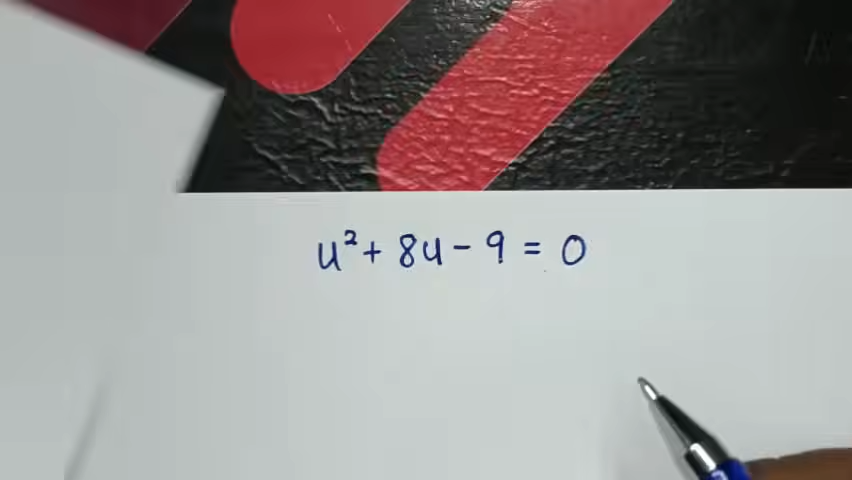 u² + 8u - 9 = 0